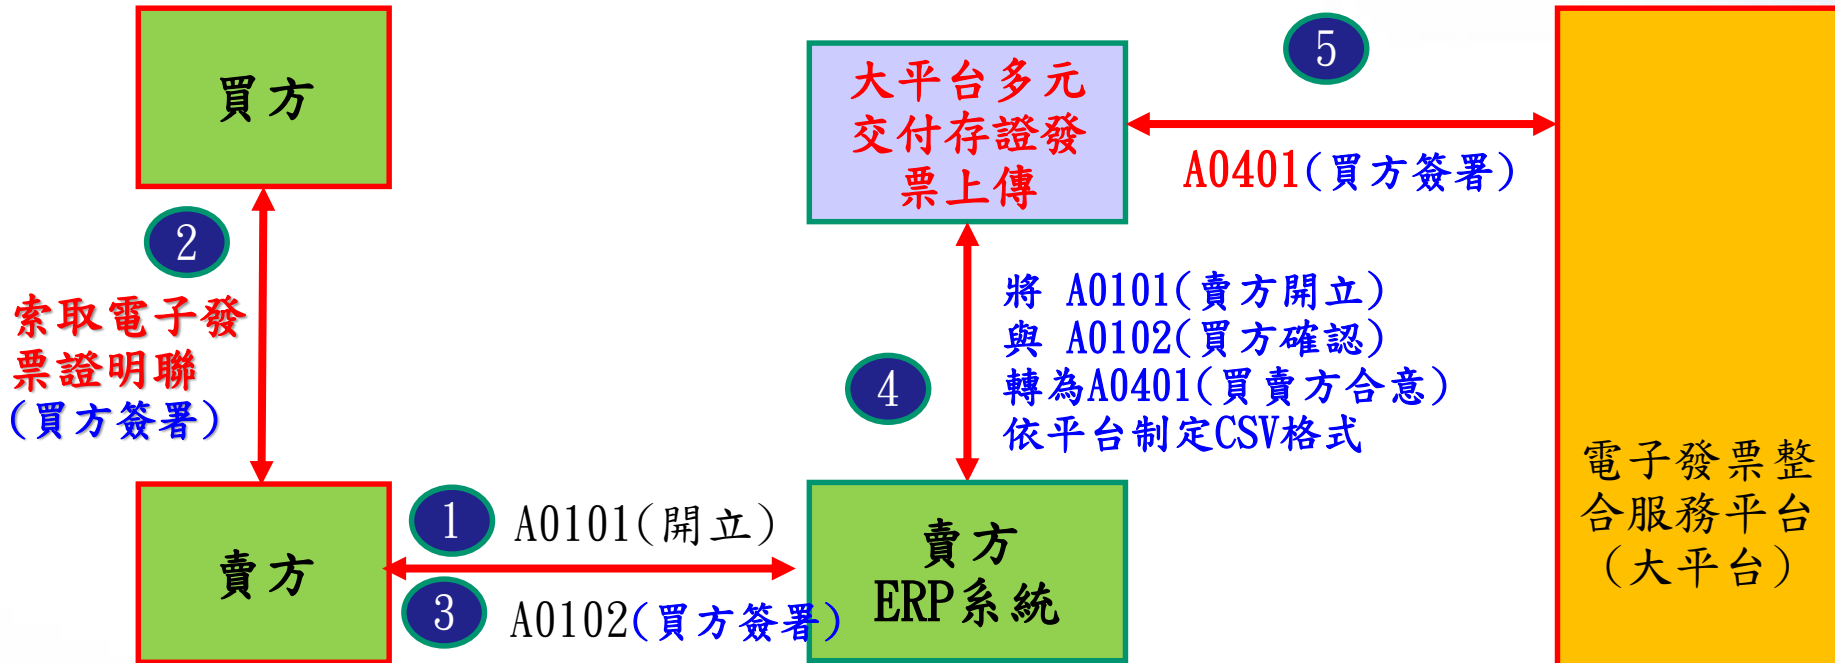 買方
2
索取電子發
票證明聯
(買方簽署)
賣方
1
A0101(開立)
3
A0102(買方簽署)
賣方
ERP系統
4
將 A0101(賣方開立)
與 A0102(買方確認)
轉為A0401(買賣方合意)
依平台制定CSV格式
大平台多元
交付存證發
票上傳
5
A0401(買方簽署)
電子發票整
合服務平台
(大平台)